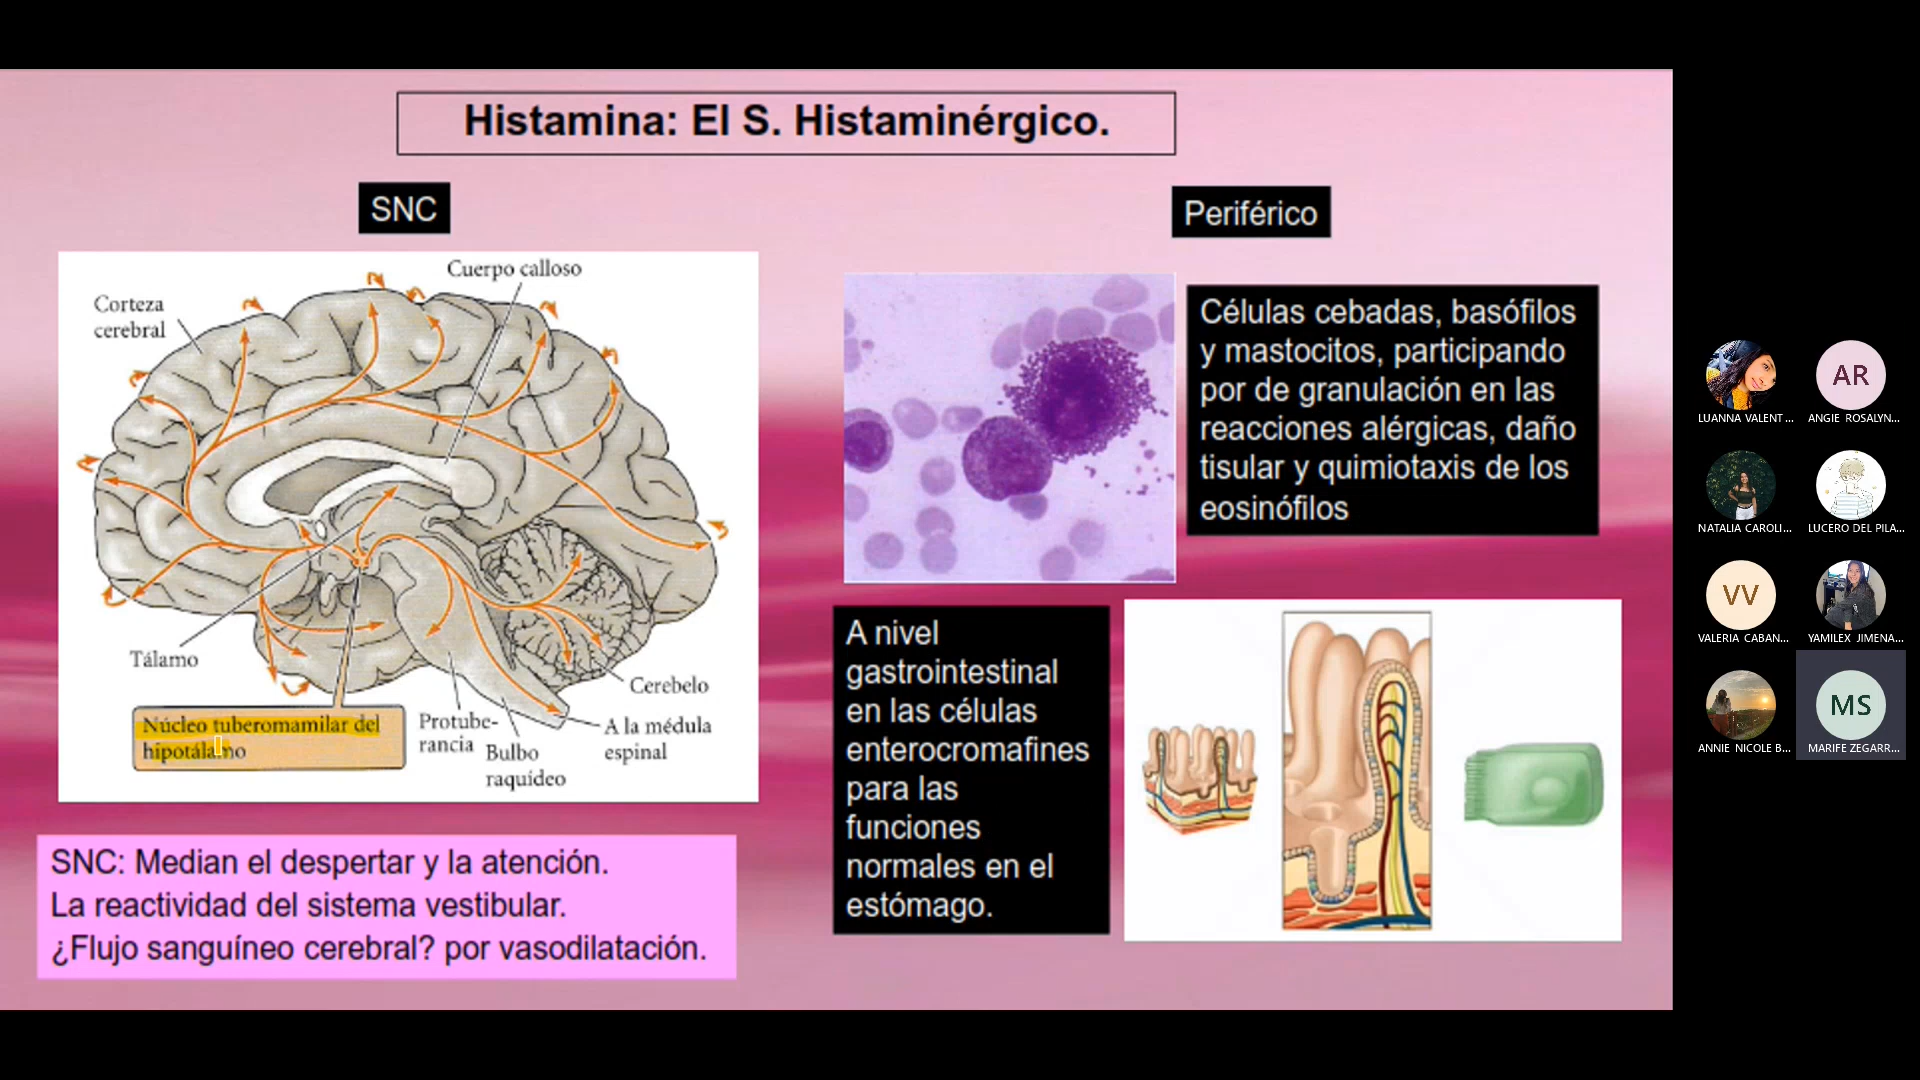 Histamina: El S. Histaminérgico.
SNC
Periférico
Cuerpo calloso
Corteza
cerebral
Tálamo
Núcleo tuberomamilar del
hipotálamo
Protube-
rancia
Bulbo
raquídeo
Cerebelo
A la médula
espinal
SNC: Median el despertar y la atención.
La reactividad del sistema vestibular.
¿Flujo sanguíneo cerebral? por vasodilatación.
Células cebadas, basófilos
y mastocitos, participando
por de granulación en las
reacciones alérgicas, daño
tisular y quimiotaxis de los
eosinófilos
A nivel
gastrointestinal
en las células
enterocromafines
para las
funciones
normales en el
estómago.
LUANNA VALENT...
AR
ANGIE ROSALYN...
NATALIA CAROLI...
LUCERO DEL PILA...
VV
VALERIA CABAN...
YAMILEX JIMENA...
ANNIE NICOLE B...
MS
MARIFE ZEGARR...